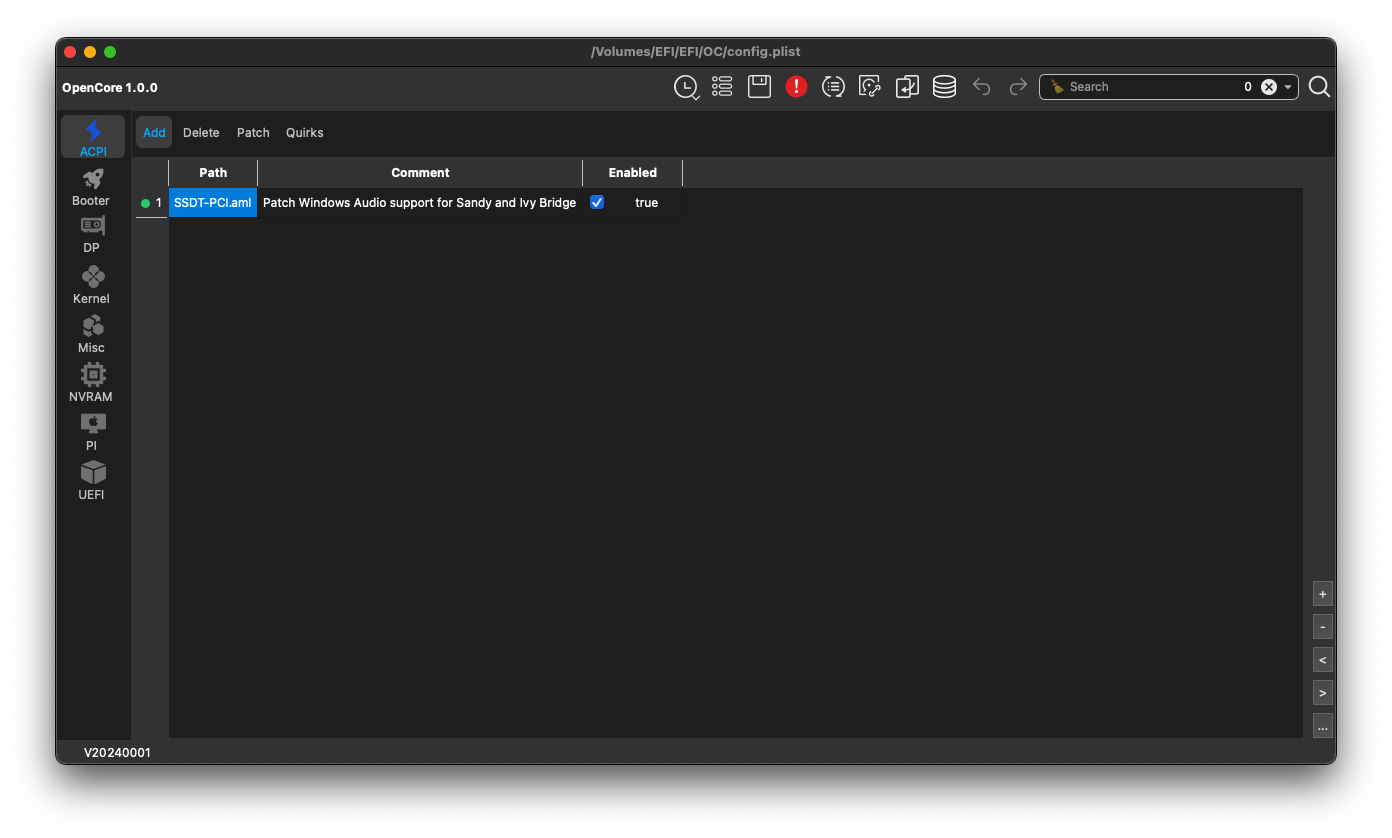 /Volumes/EFI/EFI/OC/config.plist
OpenCore 1.0.0
!
Search 0
ACPI
Booter
DP
Kernel
Misc
NVRAM
PI
UEFI
Add Delete Patch Quirks
Path Comment Enabled
1 SSDT-PCI.aml Patch Windows Audio support for Sandy and Ivy Bridge true
+
-
<
>
...
V20240001